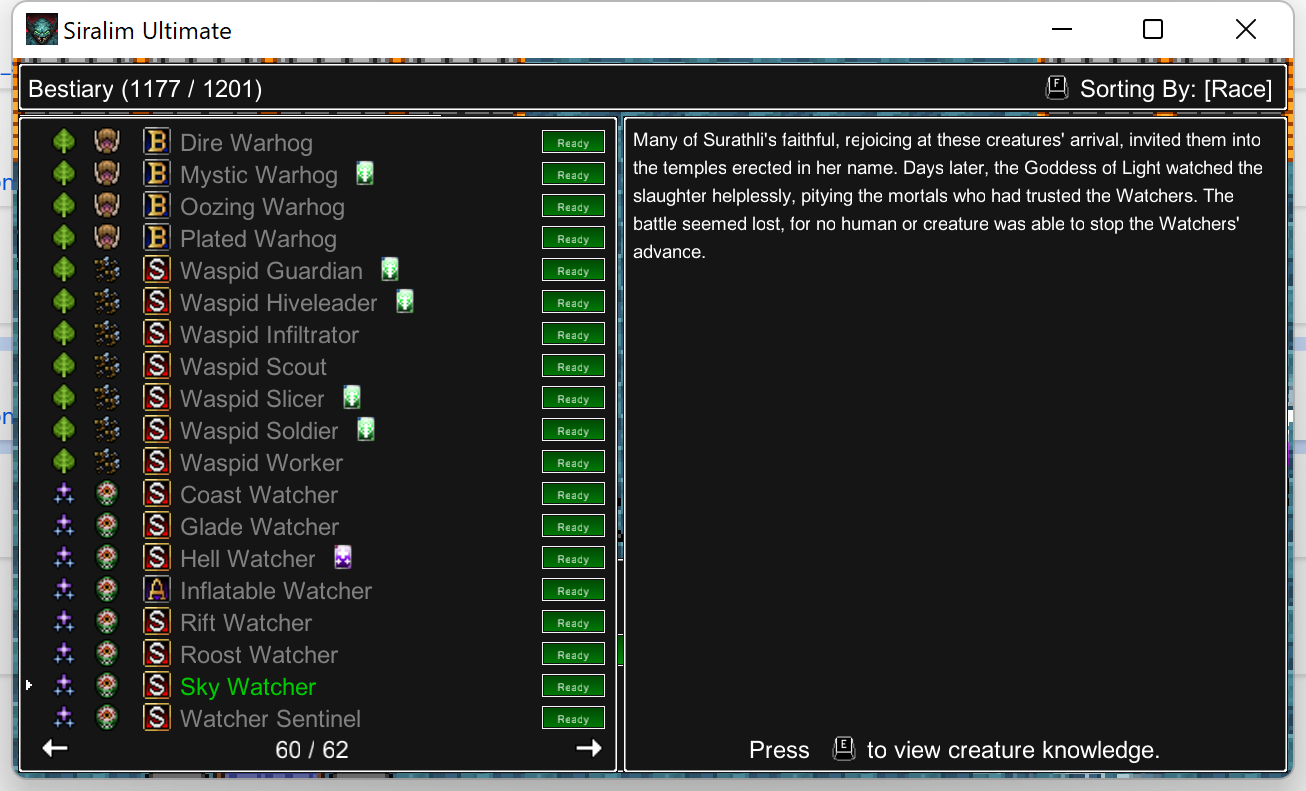 Siralim Ultimate
Bestiary (1177 / 1201)
F Sorting By: [Race]
B Dire Warhog Ready
B Mystic Warhog Ready
B Oozing Warhog Ready
B Plated Warhog Ready
S Waspid Guardian Ready
S Waspid Hiveleader Ready
S Waspid Infiltrator Ready
S Waspid Scout Ready
S Waspid Slicer Ready
S Waspid Soldier Ready
S Waspid Worker Ready
S Coast Watcher Ready
S Glade Watcher Ready
S Hell Watcher Ready
A Inflatable Watcher Ready
S Rift Watcher Ready
S Roost Watcher Ready
S Sky Watcher Ready
S Watcher Sentinel Ready
60 / 62
Many of Surathli's faithful, rejoicing at these creatures' arrival, invited them into
the temples erected in her name. Days later, the Goddess of Light watched the
slaughter helplessly, pitying the mortals who had trusted the Watchers. The
battle seemed lost, for no human or creature was able to stop the Watchers'
advance.
Press E to view creature knowledge.